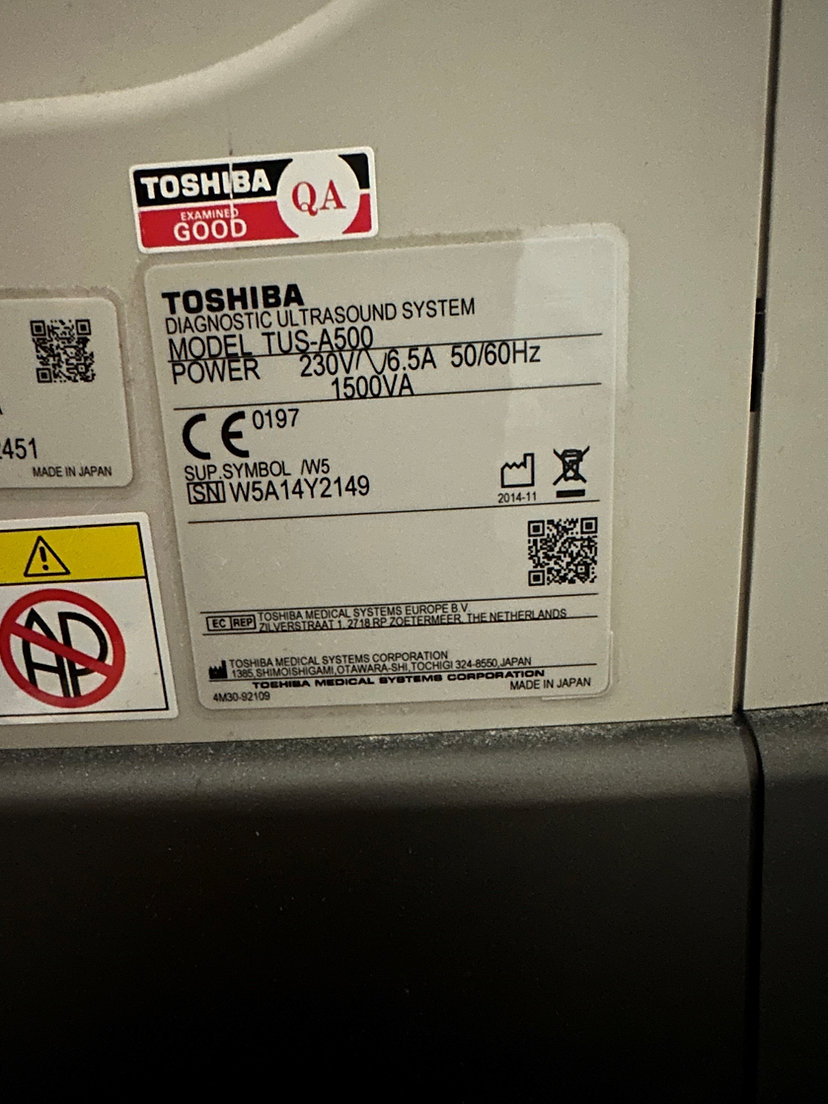 TOSHIBA
QA
EXAMINED
GOOD
TOSHIBA
DIAGNOSTIC ULTRASOUND SYSTEM
MODEL TUS-A500
POWER 230V 6.5A 50/60Hz
1500VA
CE 0197
SUP.SYMBOL /W5
SN W5A14Y2149
2014-11
EC REP TOSHIBA MEDICAL SYSTEMS EUROPE B.V.
ZILVERSTRAAT 1, 2718 RP ZOETERMEER, THE NETHERLANDS
TOSHIBA MEDICAL SYSTEMS CORPORATION
1385,SHIMOISHIGAMI,OTAWARA-SHI,TOCHIGI 324-8550,JAPAN
TOSHIBA MEDICAL SYSTEMS CORPORATION
4M30-92109
MADE IN JAPAN
2451
MADE IN JAPAN
AP